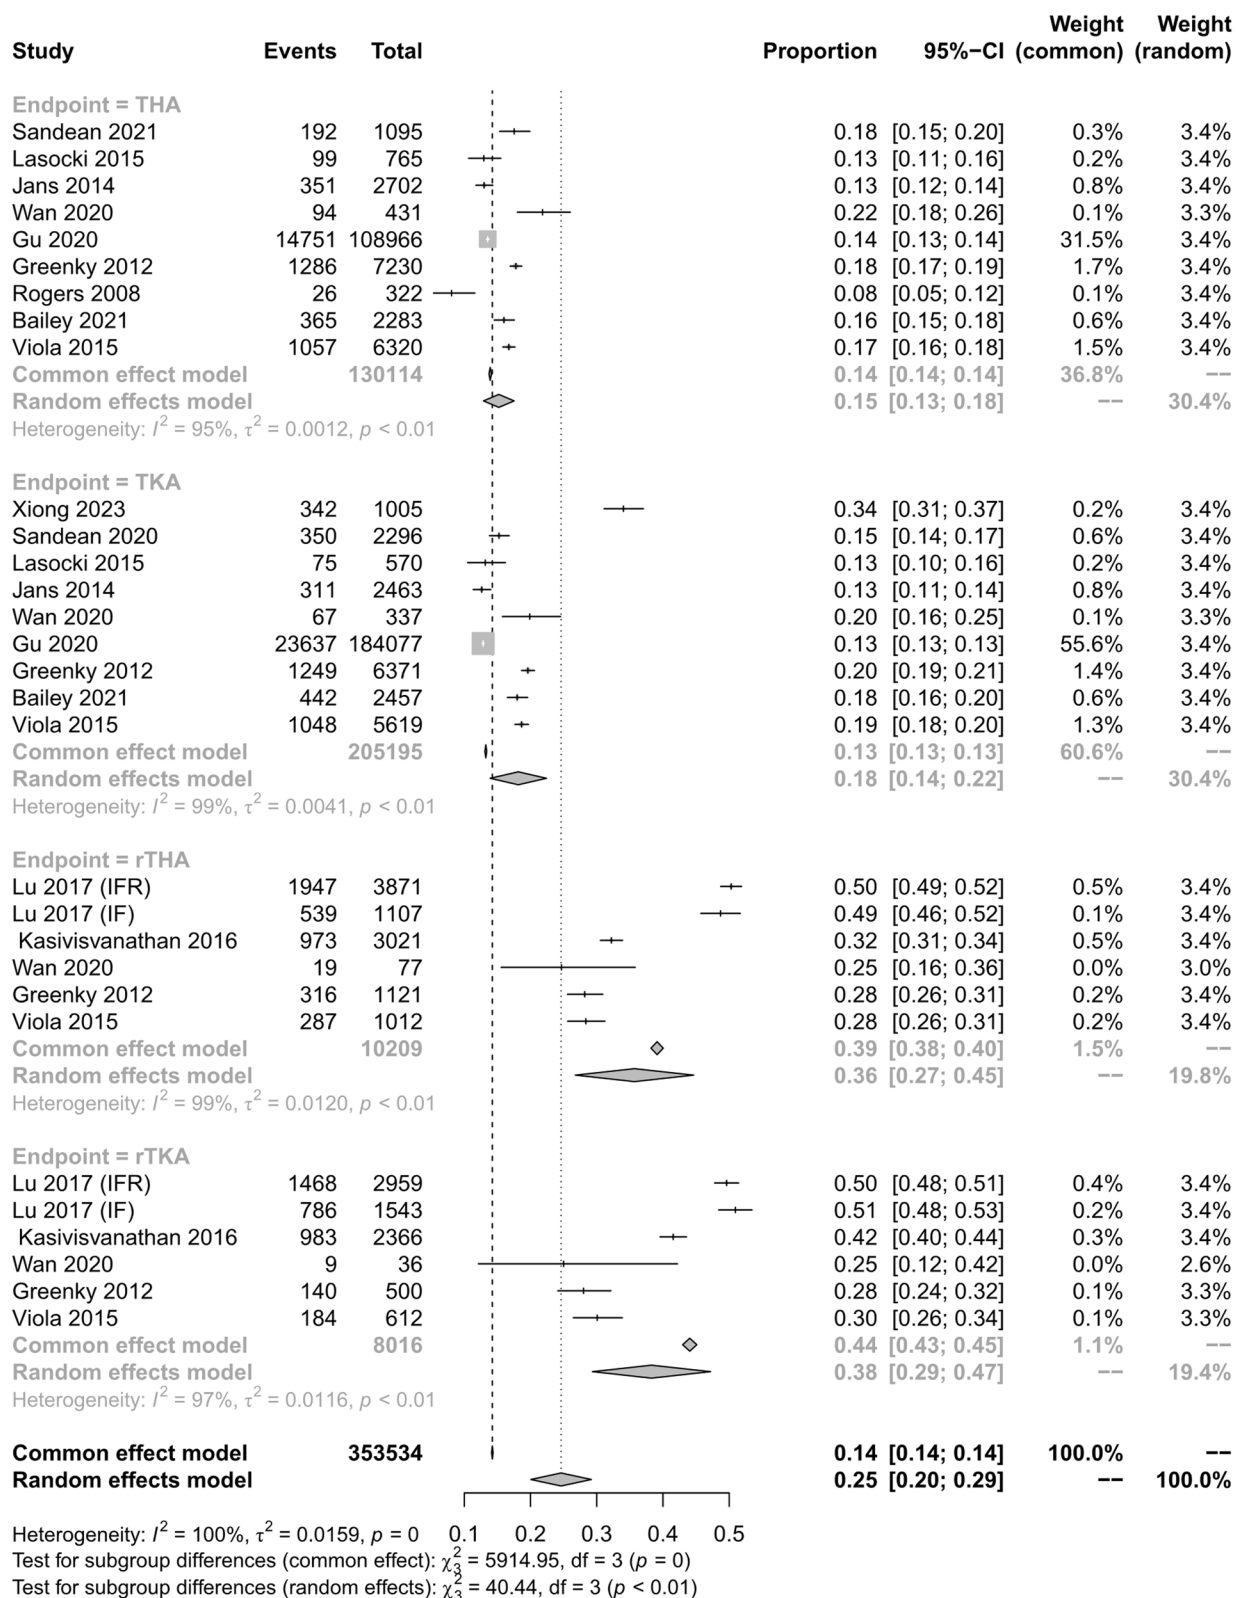 Weight Weight
Study Events Total Proportion 95%−CI (common) (random)
Endpoint = THA
Sandean 2021 192 1095 0.18 [0.15; 0.20] 0.3% 3.4%
Lasocki 2015 99 765 0.13 [0.11; 0.16] 0.2% 3.4%
Jans 2014 351 2702 0.13 [0.12; 0.14] 0.8% 3.4%
Wan 2020 94 431 0.22 [0.18; 0.26] 0.1% 3.3%
Gu 2020 14751 108966 0.14 [0.13; 0.14] 31.5% 3.4%
Greenky 2012 1286 7230 0.18 [0.17; 0.19] 1.7% 3.4%
Rogers 2008 26 322 0.08 [0.05; 0.12] 0.1% 3.4%
Bailey 2021 365 2283 0.16 [0.15; 0.18] 0.6% 3.4%
Viola 2015 1057 6320 0.17 [0.16; 0.18] 1.5% 3.4%
Common effect model 130114 0.14 [0.14; 0.14] 36.8% −−
Random effects model 0.15 [0.13; 0.18] −− 30.4%
Heterogeneity: I² = 95%, τ² = 0.0012, p < 0.01
Endpoint = TKA
Xiong 2023 342 1005 0.34 [0.31; 0.37] 0.2% 3.4%
Sandean 2020 350 2296 0.15 [0.14; 0.17] 0.6% 3.4%
Lasocki 2015 75 570 0.13 [0.10; 0.16] 0.2% 3.4%
Jans 2014 311 2463 0.13 [0.11; 0.14] 0.8% 3.4%
Wan 2020 67 337 0.20 [0.16; 0.25] 0.1% 3.3%
Gu 2020 23637 184077 0.13 [0.13; 0.13] 55.6% 3.4%
Greenky 2012 1249 6371 0.20 [0.19; 0.21] 1.4% 3.4%
Bailey 2021 442 2457 0.18 [0.16; 0.20] 0.6% 3.4%
Viola 2015 1048 5619 0.19 [0.18; 0.20] 1.3% 3.4%
Common effect model 205195 0.13 [0.13; 0.13] 60.6% −−
Random effects model 0.18 [0.14; 0.22] −− 30.4%
Heterogeneity: I² = 99%, τ² = 0.0041, p < 0.01
Endpoint = rTHA
Lu 2017 (IFR) 1947 3871 0.50 [0.49; 0.52] 0.5% 3.4%
Lu 2017 (IF) 539 1107 0.49 [0.46; 0.52] 0.1% 3.4%
Kasivisvanathan 2016 973 3021 0.32 [0.31; 0.34] 0.5% 3.4%
Wan 2020 19 77 0.25 [0.16; 0.36] 0.0% 3.0%
Greenky 2012 316 1121 0.28 [0.26; 0.31] 0.2% 3.4%
Viola 2015 287 1012 0.28 [0.26; 0.31] 0.2% 3.4%
Common effect model 10209 0.39 [0.38; 0.40] 1.5% −−
Random effects model 0.36 [0.27; 0.45] −− 19.8%
Heterogeneity: I² = 99%, τ² = 0.0120, p < 0.01
Endpoint = rTKA
Lu 2017 (IFR) 1468 2959 0.50 [0.48; 0.51] 0.4% 3.4%
Lu 2017 (IF) 786 1543 0.51 [0.48; 0.53] 0.2% 3.4%
Kasivisvanathan 2016 983 2366 0.42 [0.40; 0.44] 0.3% 3.4%
Wan 2020 9 36 0.25 [0.12; 0.42] 0.0% 2.6%
Greenky 2012 140 500 0.28 [0.24; 0.32] 0.1% 3.3%
Viola 2015 184 612 0.30 [0.26; 0.34] 0.1% 3.3%
Common effect model 8016 0.44 [0.43; 0.45] 1.1% −−
Random effects model 0.38 [0.29; 0.47] −− 19.4%
Heterogeneity: I² = 97%, τ² = 0.0116, p < 0.01
Common effect model 353534 0.14 [0.14; 0.14] 100.0% −−
Random effects model 0.25 [0.20; 0.29] −− 100.0%
Heterogeneity: I² = 100%, τ² = 0.0159, p = 0 0.1 0.2 0.3 0.4 0.5
Test for subgroup differences (common effect): χ²₃ = 5914.95, df = 3 (p = 0)
Test for subgroup differences (random effects): χ²₃ = 40.44, df = 3 (p < 0.01)